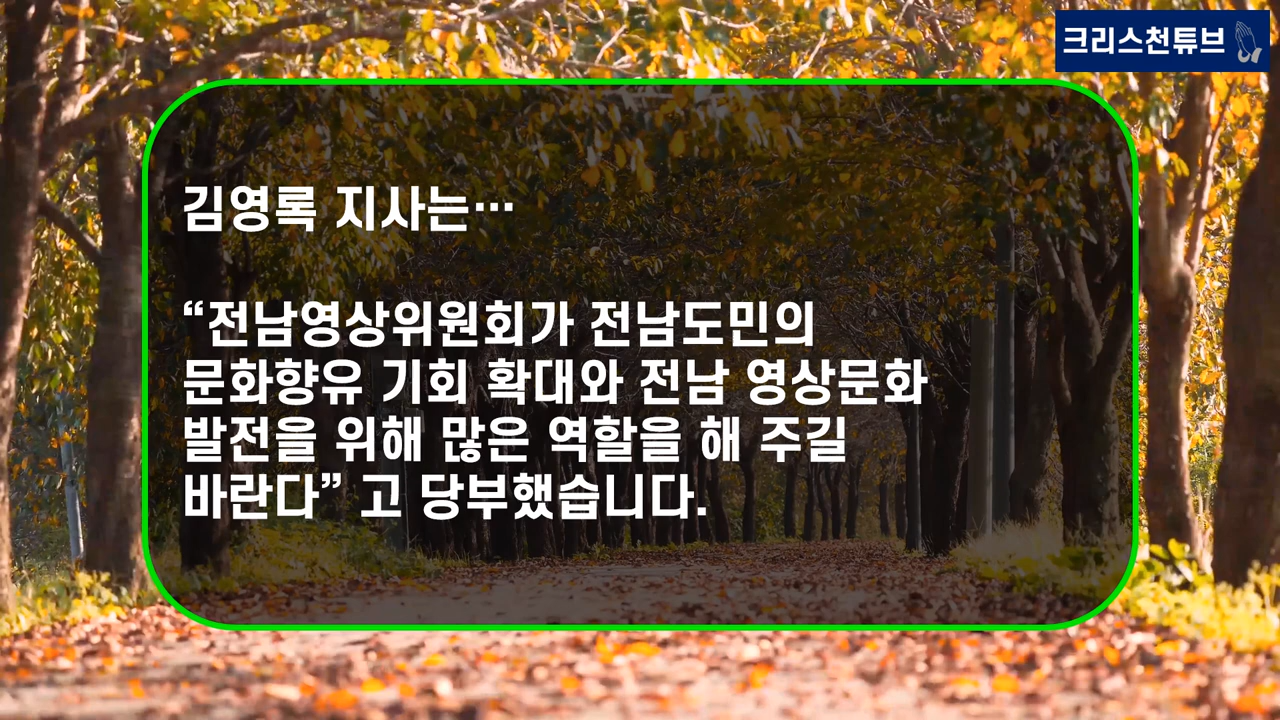 크리스천튜브
김영록 지사는…
“전남영상위원회가 전남도민의
문화향유 기회 확대와 전남 영상문화
발전을 위해 많은 역할을 해 주길
바란다” 고 당부했습니다.